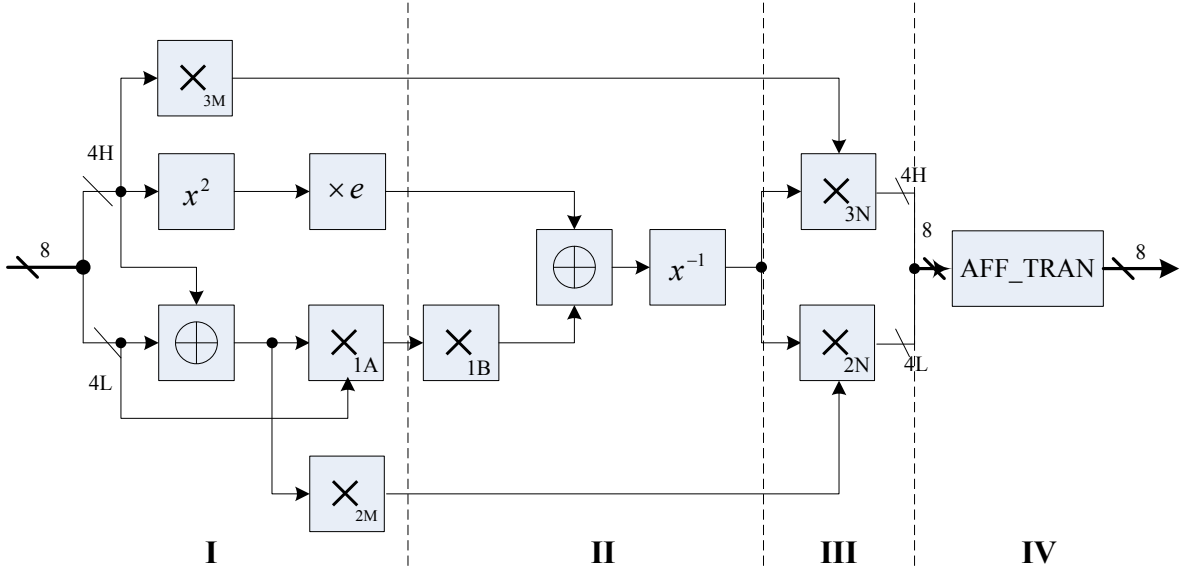 ×
3M
4H
x²
× e
4H
×
3N
8
8
8
⊕
x⁻¹
AFF_TRAN
⊕
×
1A
×
1B
×
2N
4L
4L
×
2M
I
II
III
IV